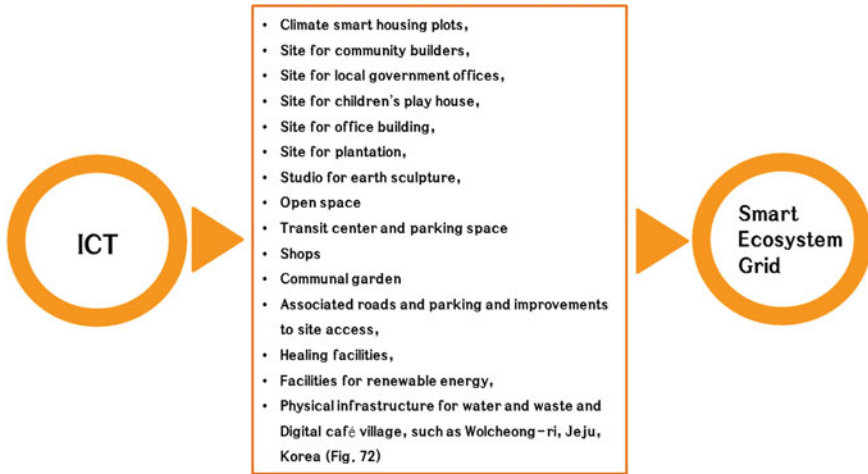 ICT
• Climate smart housing plots,
• Site for community builders,
• Site for local government offices,
• Site for children's play house,
• Site for office building,
• Site for plantation,
• Studio for earth sculpture,
• Open space
• Transit center and parking space
• Shops
• Communal garden
• Associated roads and parking and improvements
to site access,
• Healing facilities,
• Facilities for renewable energy,
• Physical infrastructure for water and waste and
Digital café village, such as Wolcheong-ri, Jeju,
Korea (Fig. 72)
Smart
Ecosystem
Grid